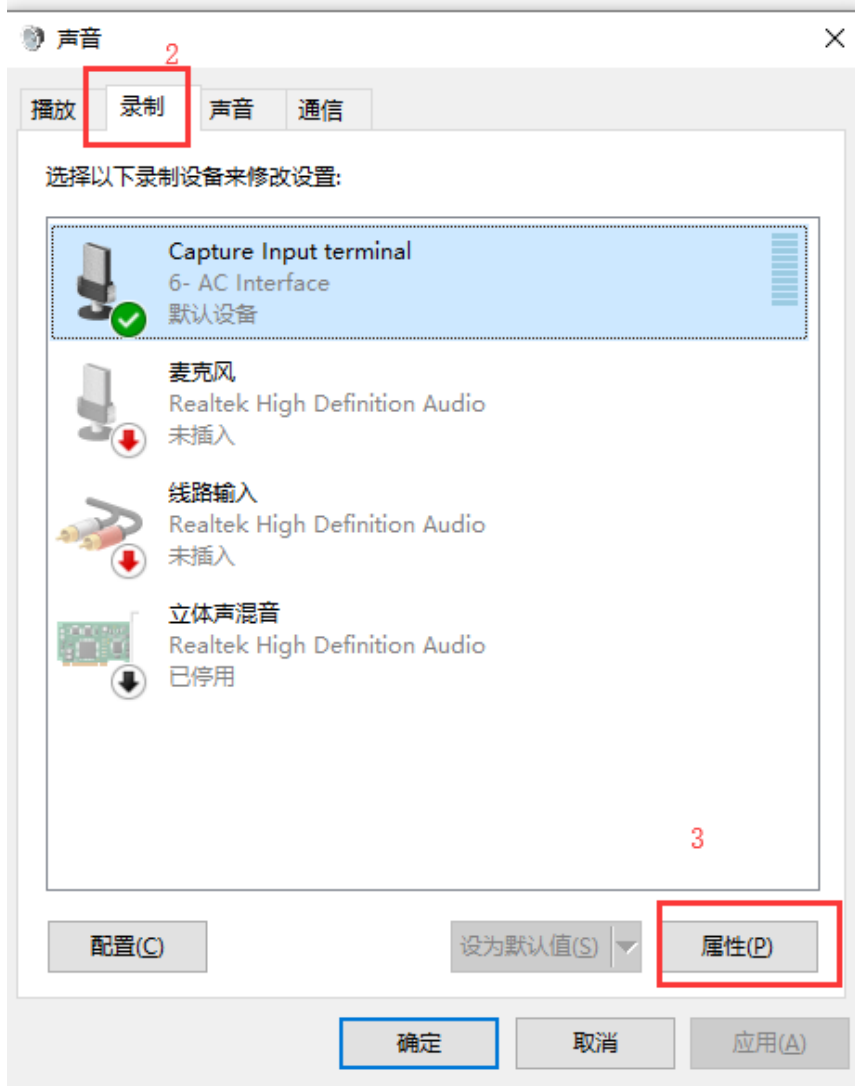 声音
2
播放 录制 声音 通信
选择以下录制设备来修改设置:
Capture Input terminal
6- AC Interface
默认设备
麦克风
Realtek High Definition Audio
未插入
线路输入
Realtek High Definition Audio
未插入
立体声混音
Realtek High Definition Audio
已停用
3
配置(C) 设为默认值(S) 属性(P)
确定 取消 应用(A)